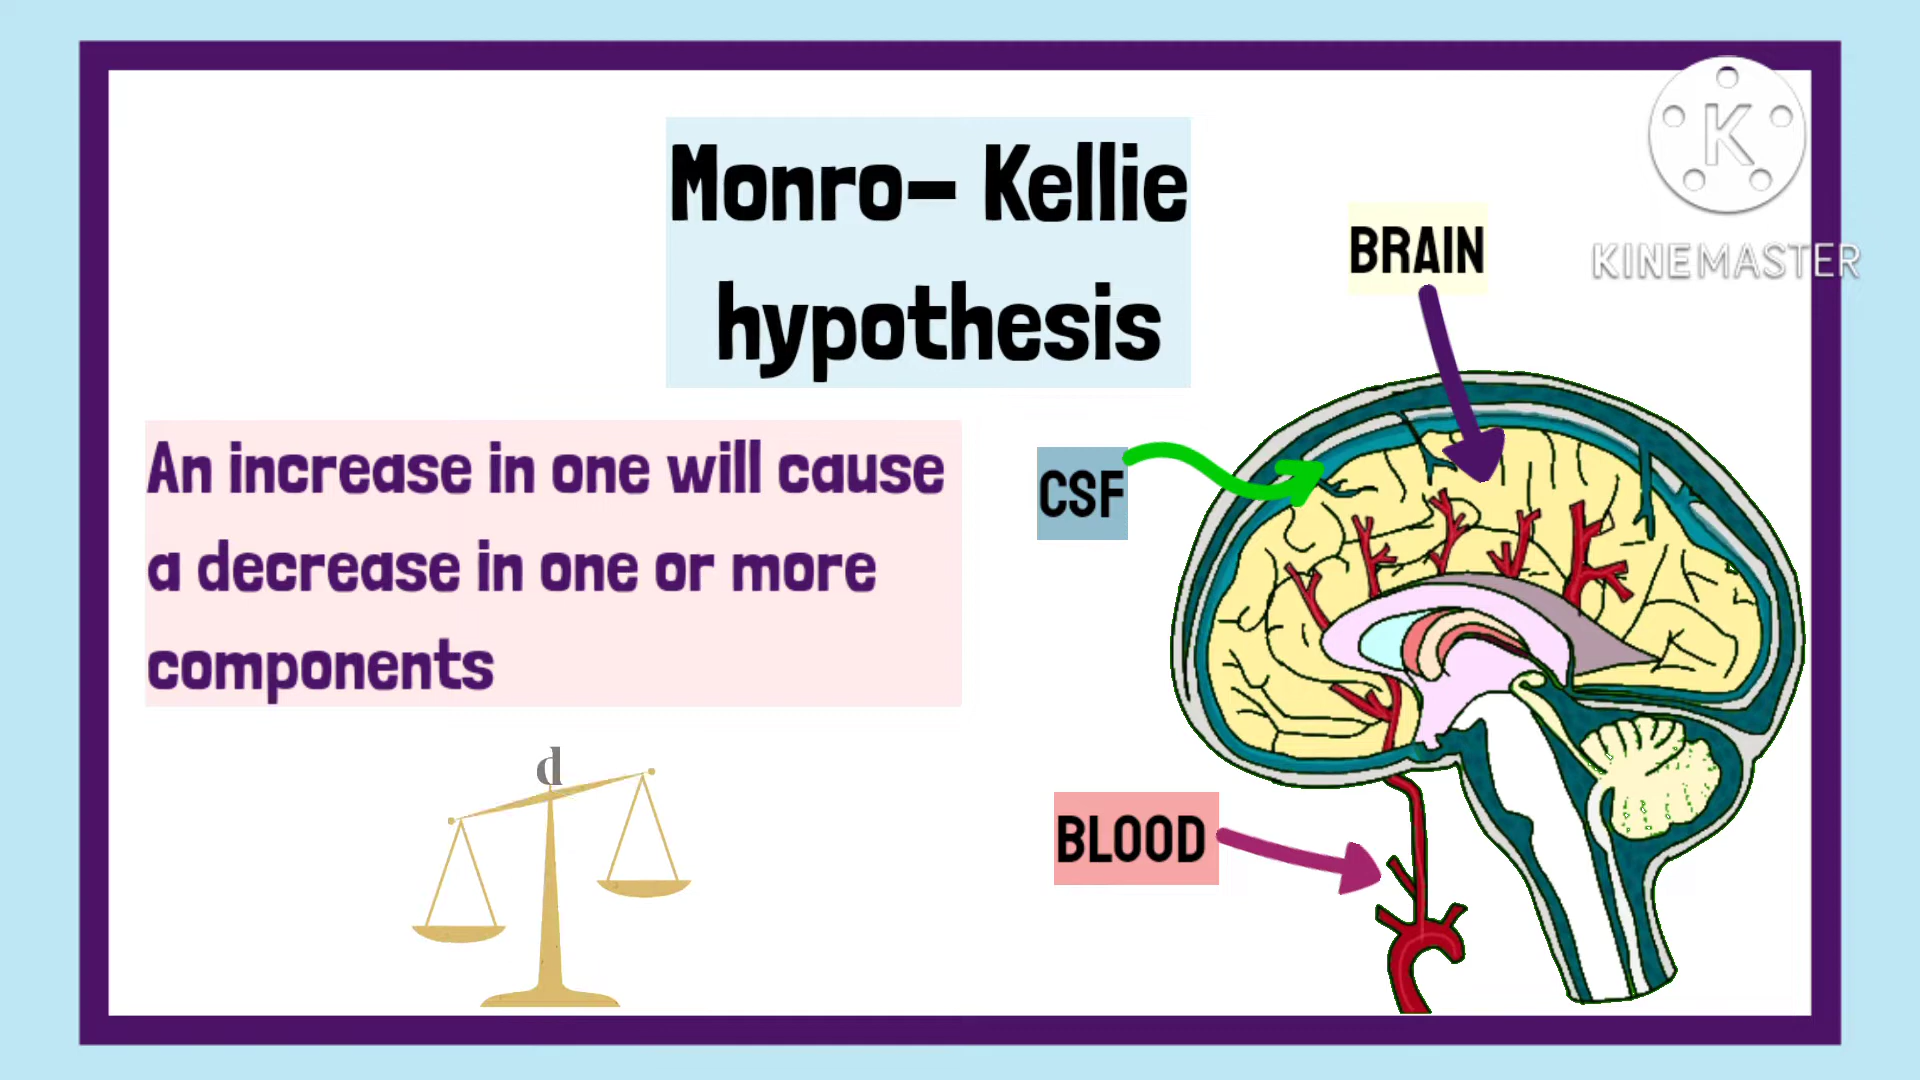 Monro- Kellie
hypothesis
K
KINEMASTER
BRAIN
An increase in one will cause
a decrease in one or more
components
CSF
d
BLOOD